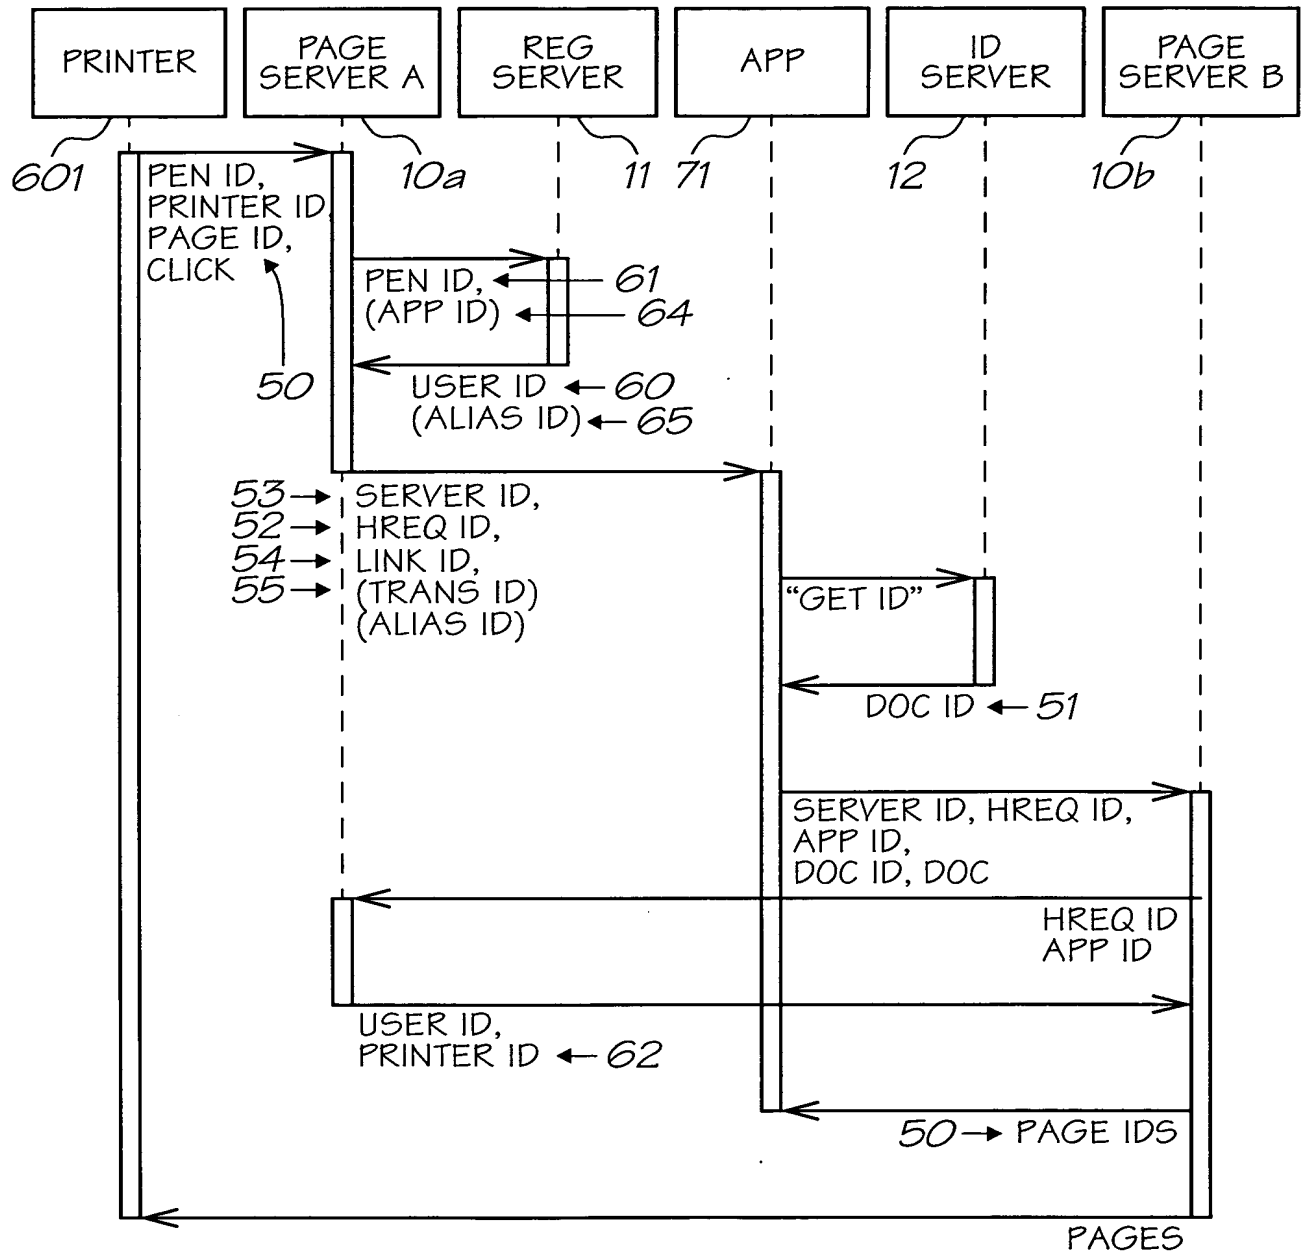 PRINTER
PAGE
SERVER A
REG
SERVER
APP
ID
SERVER
PAGE
SERVER B
601
10a
11
71
12
10b
PEN ID,
PRINTER ID
PAGE ID,
CLICK
50
PEN ID,
61
(APP ID)
64
USER ID
60
(ALIAS ID)
65
53
SERVER ID,
52
HREQ ID,
54
LINK ID,
55
(TRANS ID)
(ALIAS ID)
"GET ID"
DOC ID
51
SERVER ID, HREQ ID,
APP ID,
DOC ID, DOC
HREQ ID
APP ID
USER ID,
PRINTER ID
62
50
PAGE IDS
PAGES